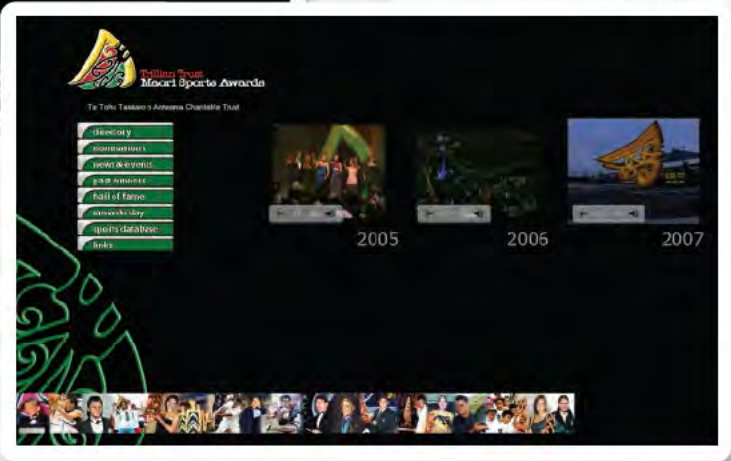 Trillian Trust
Maori Sports Awards
Te Tohu Taakaro o Aotearoa Charitable Trust
directory
nominations
news & events
past winners
hall of fame
awards day
sports database
links
2005
2006
2007